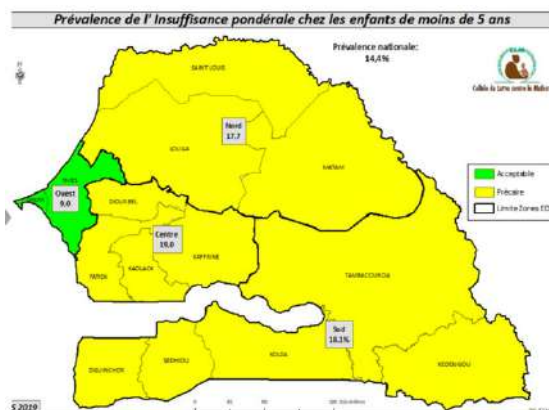 Prévalence de l' Insuffisance pondérale chez les enfants de moins de 5 ans
Prévalence nationale:
14,4%
SAINT LOUIS
Nord
17.7
LOUGA
MATAM
Ouest
9,0
DIOURBEL
Centre
19,0
FATICK
KAOLACK
KAFFRINE
TAMBACOUNDA
Sud
18,1%
ZIGUINCHOR
SEDHIOU
KOLDA
KEDOUGOU
Acceptable
Précaire
Limite Zones
S 2019